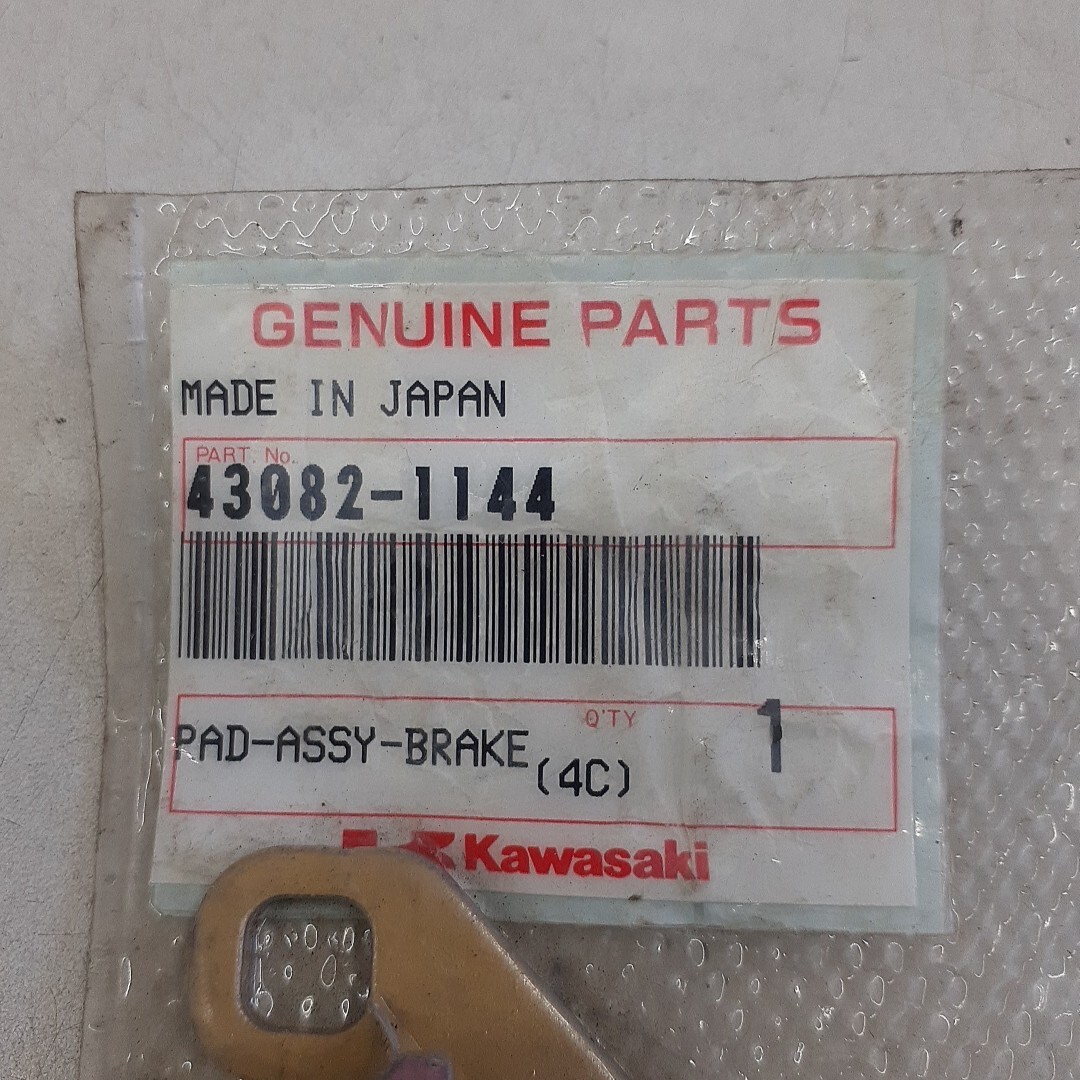 GENUINE PARTS
MADE IN JAPAN
PART. No.
43082-1144
Q'TY
PAD-ASSY-BRAKE (4C) 1
Kawasaki